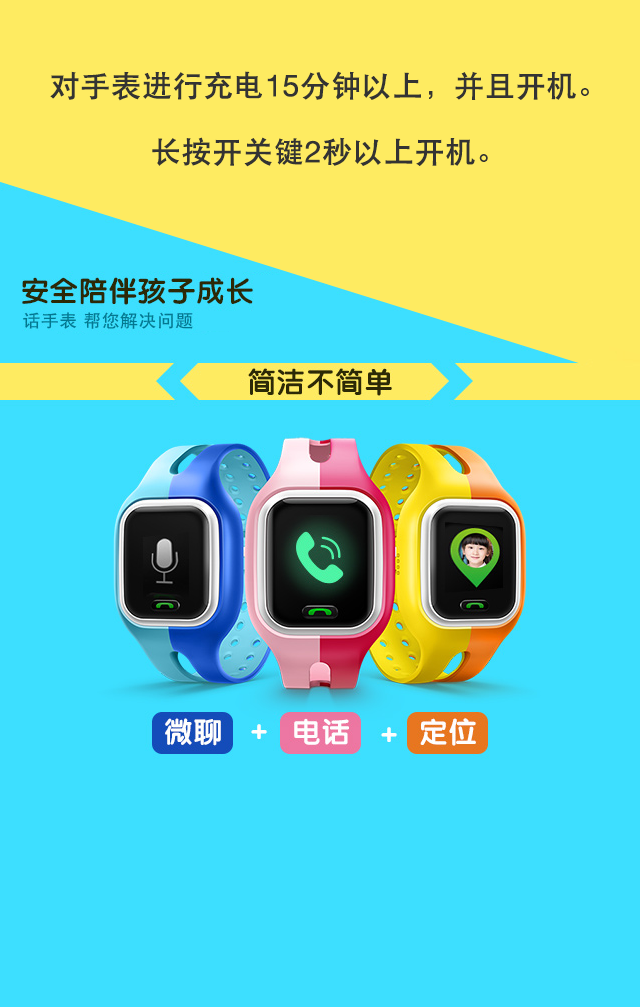 对手表进行充电15分钟以上，并且开机。
长按开关键2秒以上开机。
安全陪伴孩子成长
话手表 帮您解决问题
简洁不简单
微聊 + 电话 + 定位